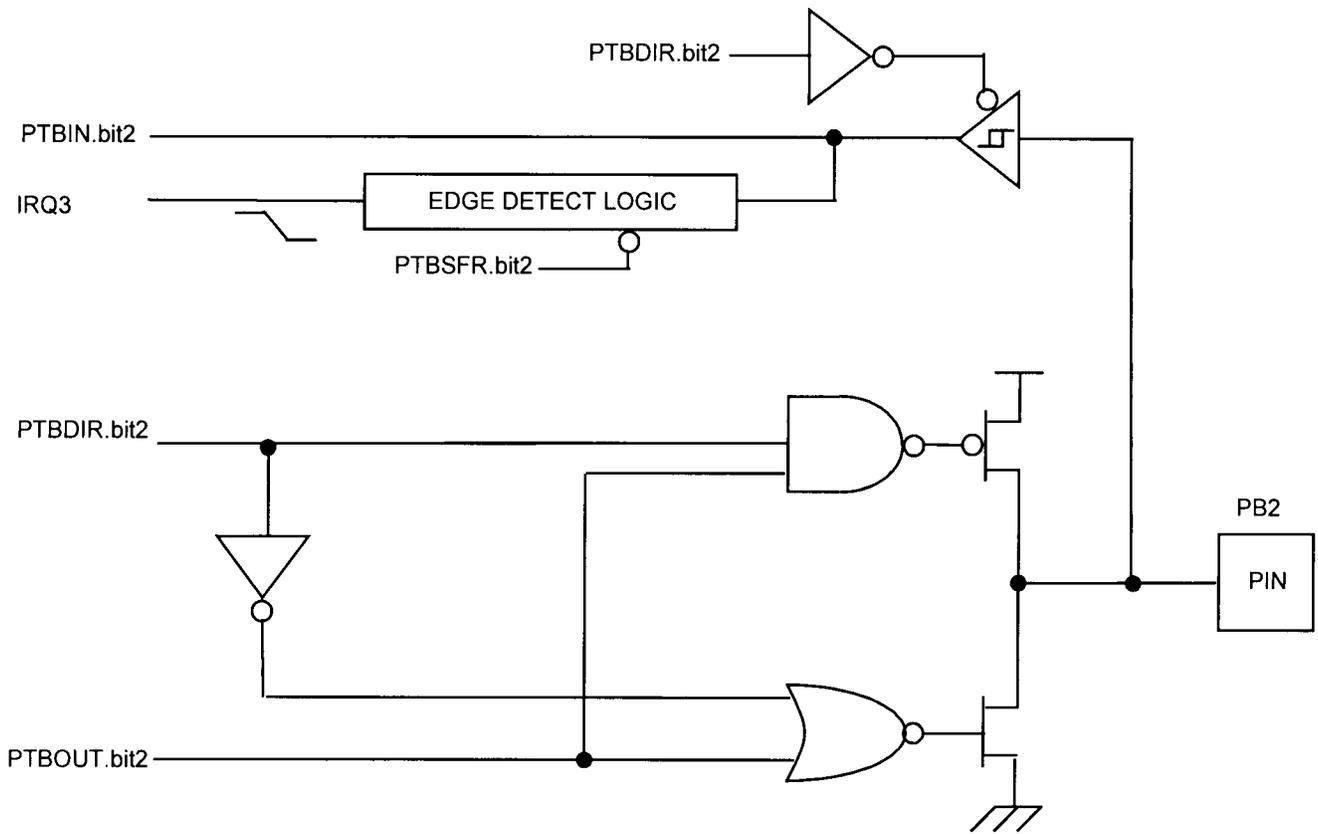 PTBDIR.bit2
PTBIN.bit2
IRQ3
EDGE DETECT LOGIC
PTBSFR.bit2
PTBDIR.bit2
PB2
PIN
PTBOUT.bit2